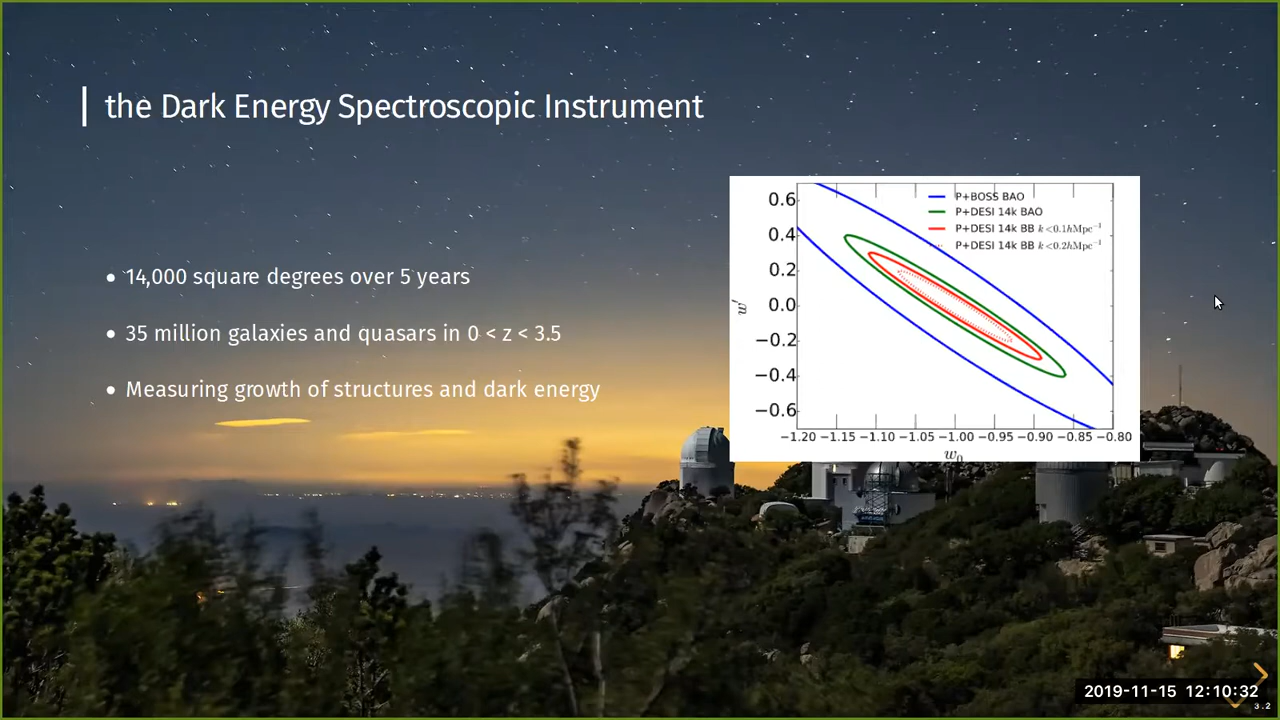 the Dark Energy Spectroscopic Instrument
• 14,000 square degrees over 5 years
• 35 million galaxies and quasars in 0 < z < 3.5
• Measuring growth of structures and dark energy
P+BOSS BAO
P+DESI 14k BAO
P+DESI 14k BB k<0.1hMpc⁻¹
P+DESI 14k BB k<0.2hMpc⁻¹
0.6
0.4
0.2
0.0
−0.2
−0.4
−0.6
w′
−1.20 −1.15 −1.10 −1.05 −1.00 −0.95 −0.90 −0.85 −0.80
w₀
2019-11-15 12:10:32
3.2